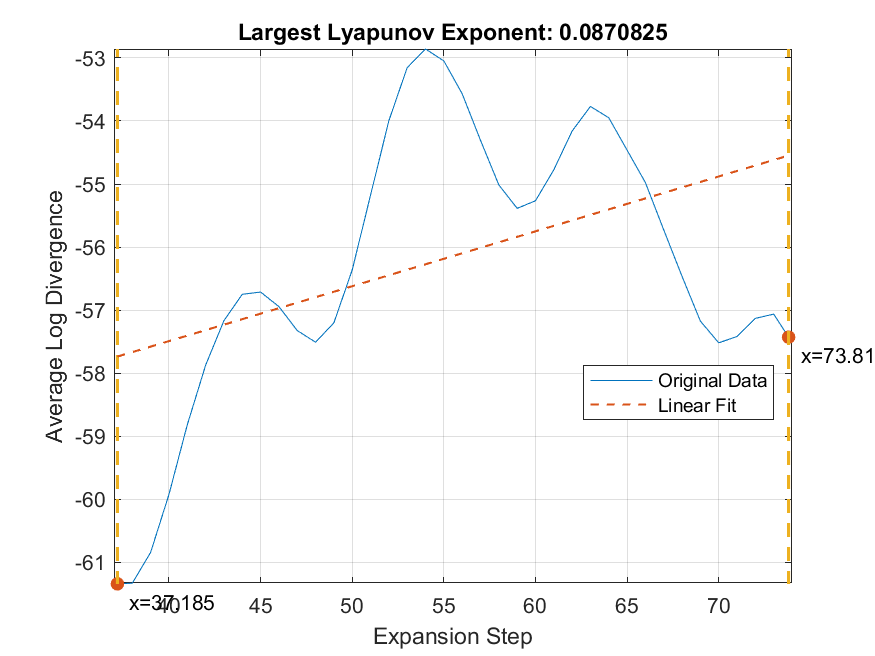 Largest Lyapunov Exponent: 0.0870825
-53
-54
-55
-56
-57
-58
-59
-60
-61
Average Log Divergence
x=73.81
Original Data
Linear Fit
x=37.185
40 45 50 55 60 65 70
Expansion Step